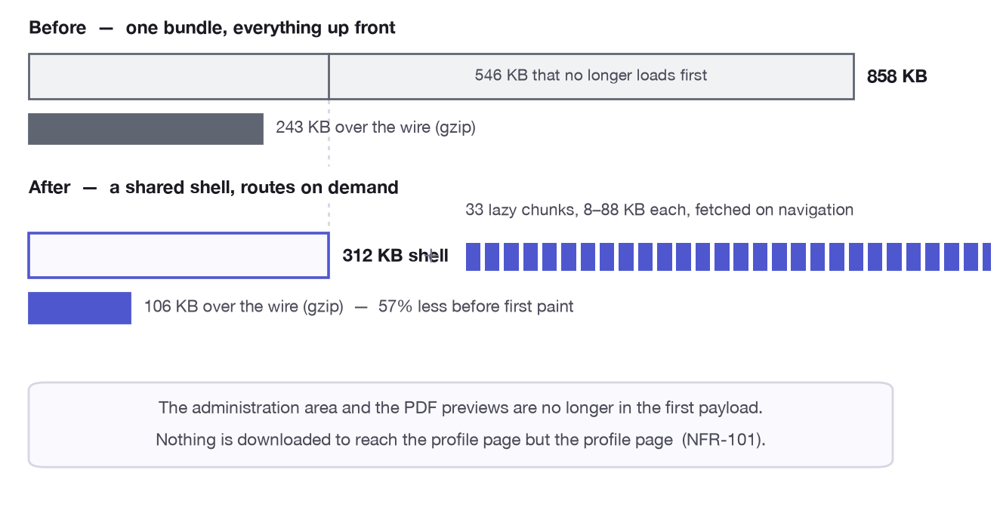 Before — one bundle, everything up front
546 KB that no longer loads first
858 KB
243 KB over the wire (gzip)
After — a shared shell, routes on demand
33 lazy chunks, 8–88 KB each, fetched on navigation
312 KB shell
+
106 KB over the wire (gzip) — 57% less before first paint
The administration area and the PDF previews are no longer in the first payload.
Nothing is downloaded to reach the profile page but the profile page (NFR-101).